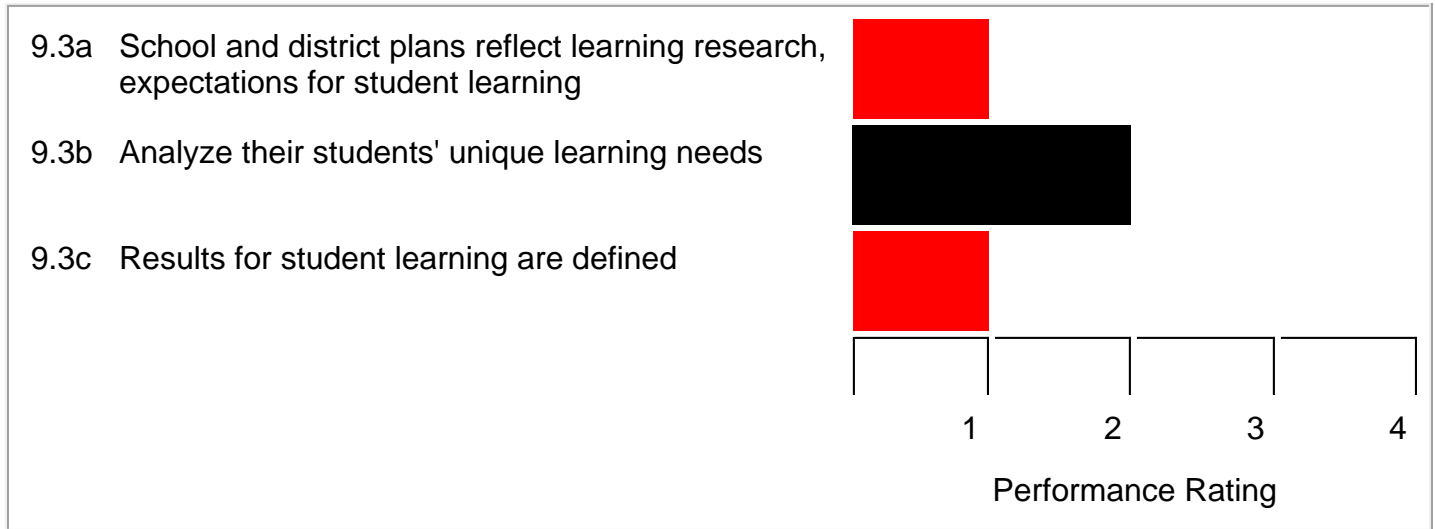 9.3a School and district plans reflect learning research,
expectations for student learning
9.3b Analyze their students' unique learning needs
9.3c Results for student learning are defined
1 2 3 4
Performance Rating